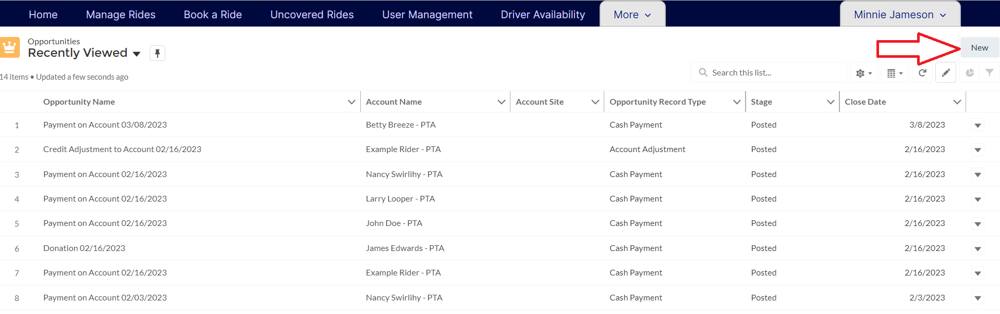 Home Manage Rides Book a Ride Uncovered Rides User Management Driver Availability More Minnie Jameson
Opportunities
Recently Viewed
New
14 items • Updated a few seconds ago
Search this list...
Opportunity Name Account Name Account Site Opportunity Record Type Stage Close Date
1 Payment on Account 03/08/2023 Betty Breeze - PTA Cash Payment Posted 3/8/2023
2 Credit Adjustment to Account 02/16/2023 Example Rider - PTA Account Adjustment Posted 2/16/2023
3 Payment on Account 02/16/2023 Nancy Swirlihy - PTA Cash Payment Posted 2/16/2023
4 Payment on Account 02/16/2023 Larry Looper - PTA Cash Payment Posted 2/16/2023
5 Payment on Account 02/16/2023 John Doe - PTA Cash Payment Posted 2/16/2023
6 Donation 02/16/2023 James Edwards - PTA Cash Payment Posted 2/16/2023
7 Payment on Account 02/16/2023 Example Rider - PTA Cash Payment Posted 2/16/2023
8 Payment on Account 02/03/2023 Nancy Swirlihy - PTA Cash Payment Posted 2/3/2023